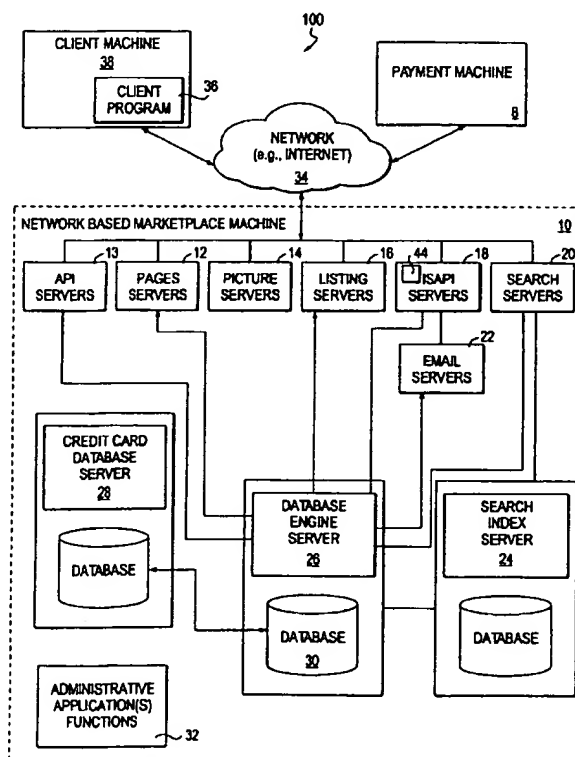 100
CLIENT MACHINE
38
36
CLIENT
PROGRAM
PAYMENT MACHINE
8
NETWORK
(e.g., INTERNET)
34
NETWORK BASED MARKETPLACE MACHINE
10
13
12
14
16
44
18
20
API
SERVERS
PAGES
SERVERS
PICTURE
SERVERS
LISTING
SERVERS
ISAPI
SERVERS
SEARCH
SERVERS
22
EMAIL
SERVERS
CREDIT CARD
DATABASE
SERVER
28
DATABASE
DATABASE
ENGINE
SERVER
26
DATABASE
30
SEARCH
INDEX
SERVER
24
DATABASE
ADMINISTRATIVE
APPLICATION(S)
FUNCTIONS
32